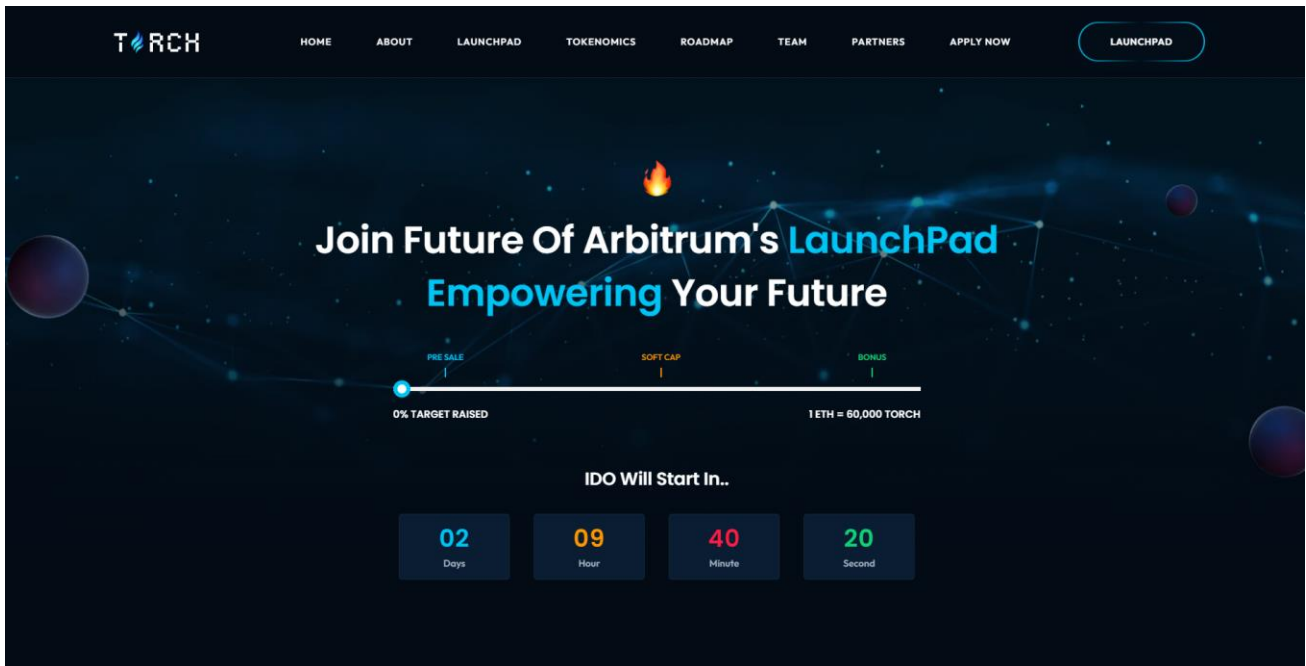 TORCH
HOME ABOUT LAUNCHPAD TOKENOMICS ROADMAP TEAM PARTNERS APPLY NOW LAUNCHPAD
Join Future Of Arbitrum's LaunchPad
Empowering Your Future
PRE SALE SOFT CAP BONUS
0% TARGET RAISED 1 ETH = 60,000 TORCH
IDO Will Start In..
02 09 40 20
Days Hour Minute Second